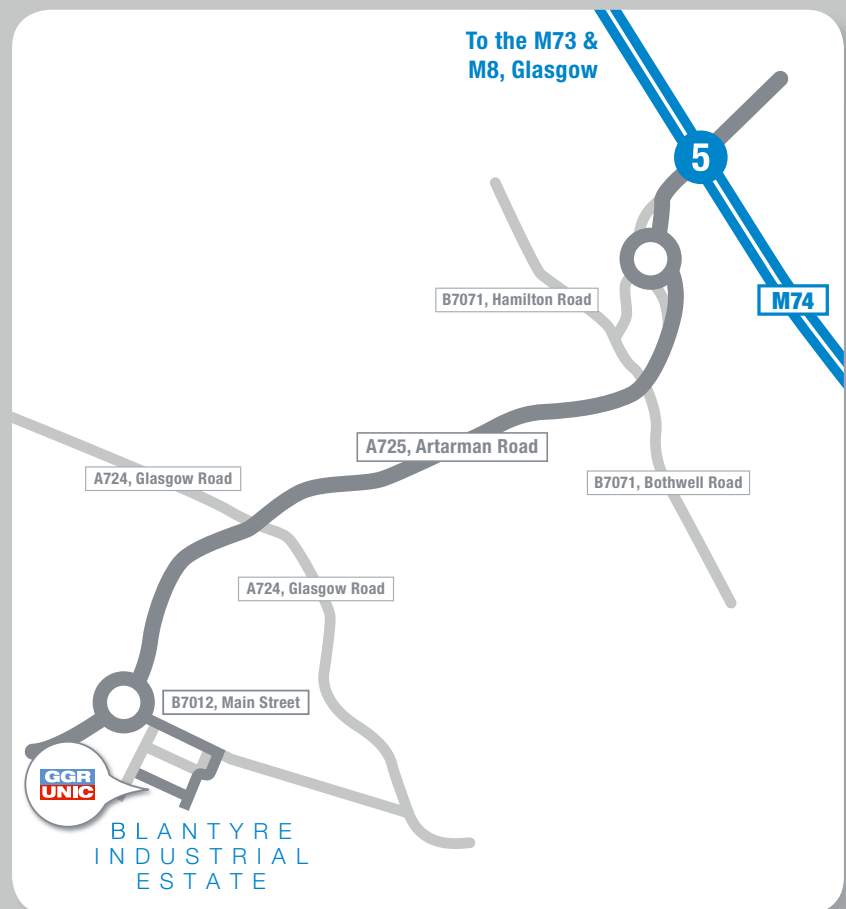 To the M73 &
M8, Glasgow
5
B7071, Hamilton Road
M74
A725, Artarman Road
A724, Glasgow Road
B7071, Bothwell Road
A724, Glasgow Road
B7012, Main Street
GGR
UNIC
BLANTYRE
INDUSTRIAL
ESTATE